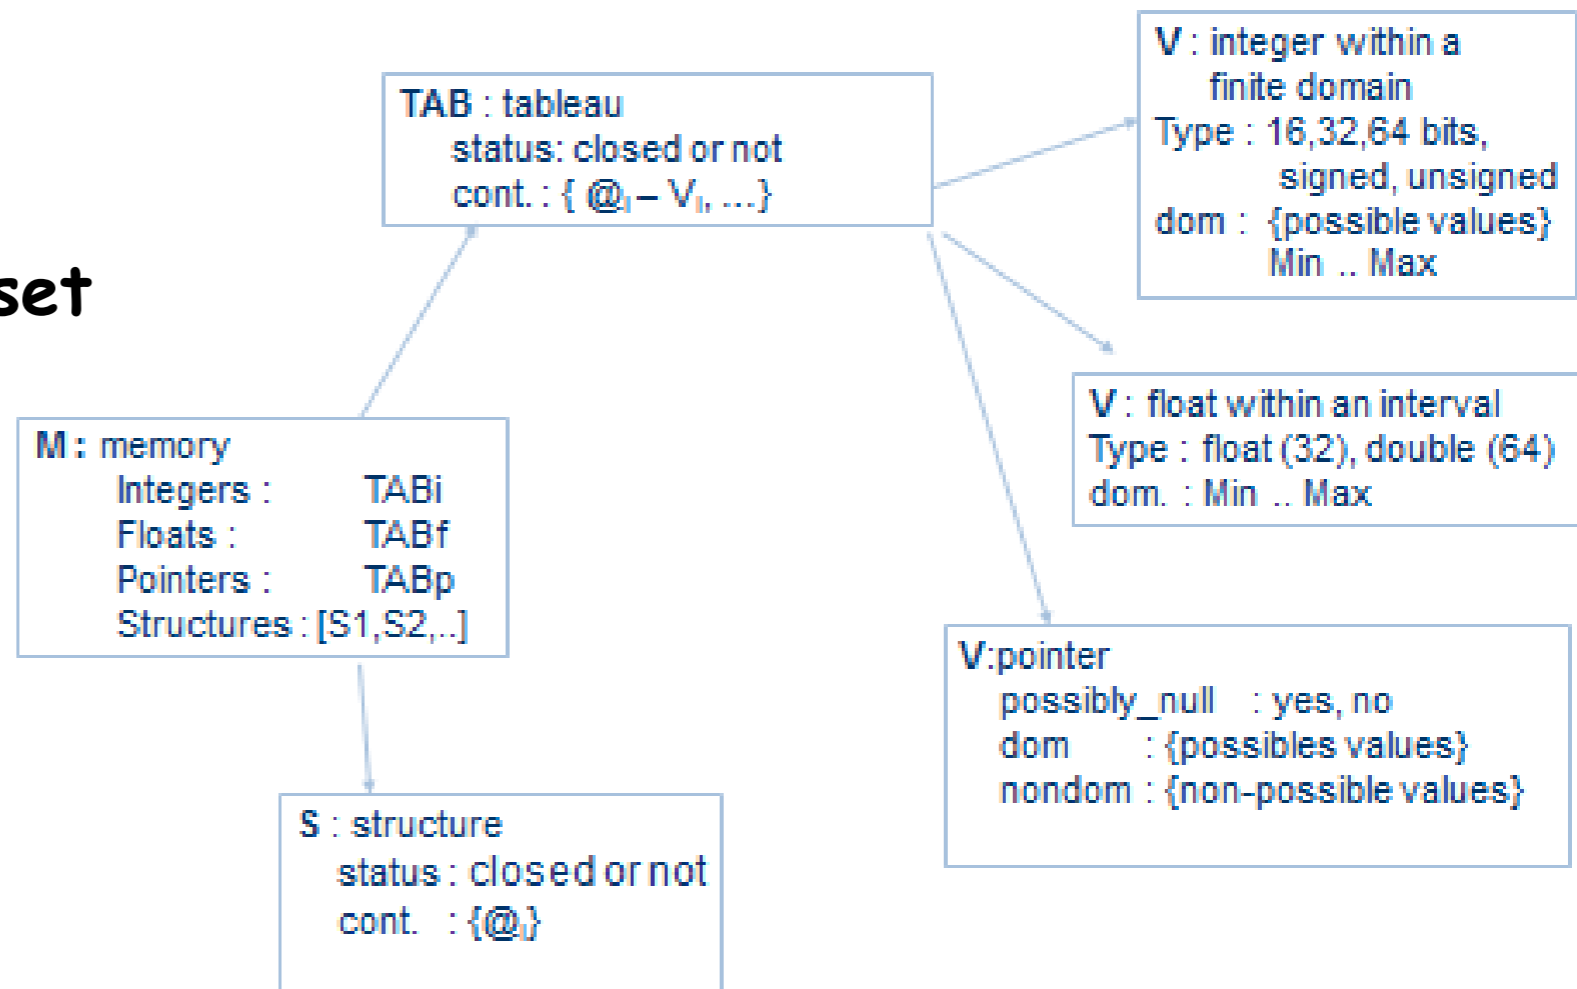 TAB : tableau
status: closed or not
cont. : { @i – Vi, ...}
V : integer within a
finite domain
Type : 16,32,64 bits,
signed, unsigned
dom : {possible values}
Min .. Max
set
M : memory
Integers : TABi
Floats : TABf
Pointers : TABp
Structures : [S1,S2,..]
V : float within an interval
Type : float (32), double (64)
dom. : Min .. Max
V:pointer
possibly_null : yes, no
dom : {possibles values}
nondom : {non-possible values}
S : structure
status : closed or not
cont. : {@i}